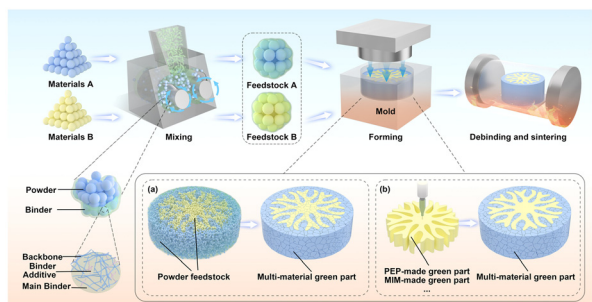 Materials A
Materials B
Mixing
Feedstock A
Feedstock B
Mold
Forming
Debinding and sintering
Powder
Binder
Backbone
Binder
Additive
Main Binder
(a)
Powder feedstock
Multi-material green part
(b)
PEP-made green part
MIM-made green part
...
Multi-material green part